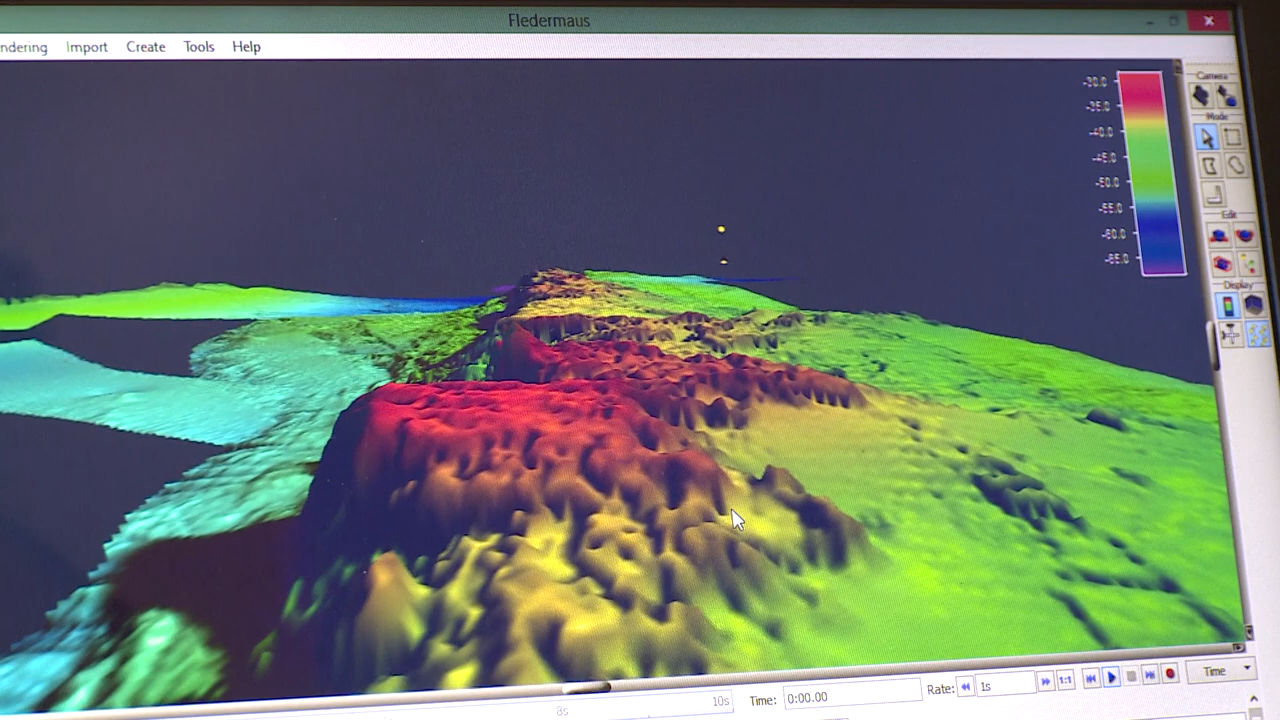 Fledermaus
ndering Import Create Tools Help
Camera
-30.0
-35.0
Mode
-40.0
-45.0
-50.0
-55.0
Edit
-60.0
-65.0
Display
8s
10s
Time:
0:00.00
Rate:
1s
1:1
Time